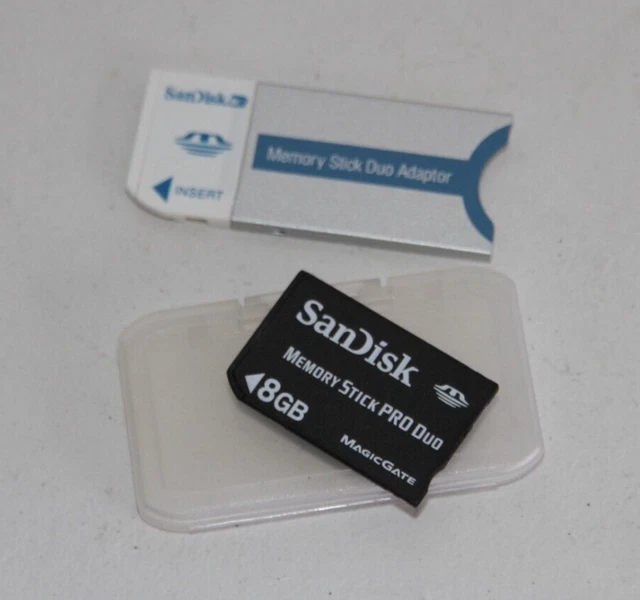 SanDisk
Memory Stick Duo Adaptor
INSERT
SanDisk
MEMORY STICK PRO DUO
8GB
MAGICGATE